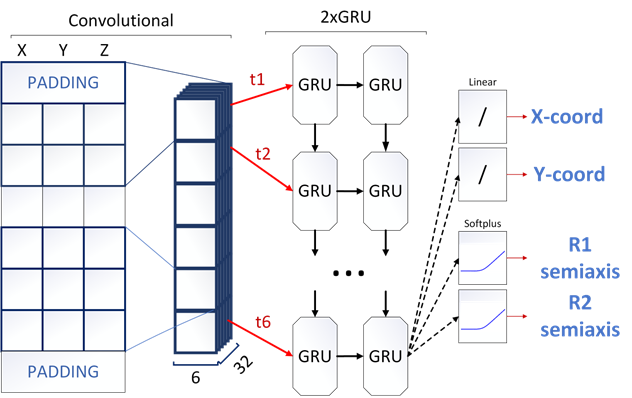 Convolutional
2xGRU
X Y Z
PADDING
t1
GRU GRU
t2
GRU GRU
...
t6
GRU GRU
6
32
PADDING
Linear
/
X-coord
/
Y-coord
Softplus
R1
semiaxis
R2
semiaxis